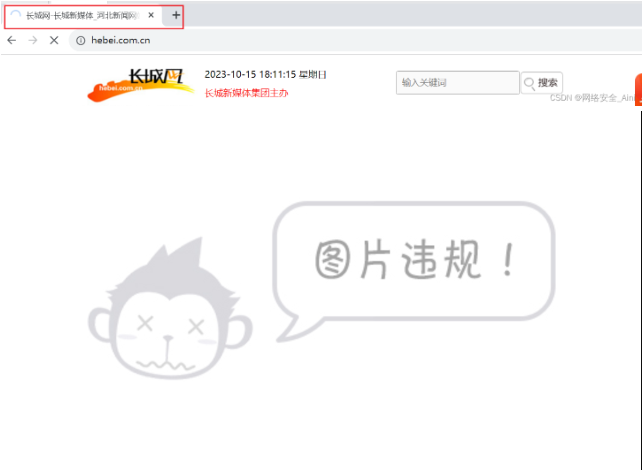 长城网-长城新媒体_河北新闻网
hebei.com.cn
长城网
hebei.com.cn
2023-10-15 18:11:15 星期日
长城新媒体集团主办
输入关键词
搜索
CSDN @网络安全_Aini
图片违规！